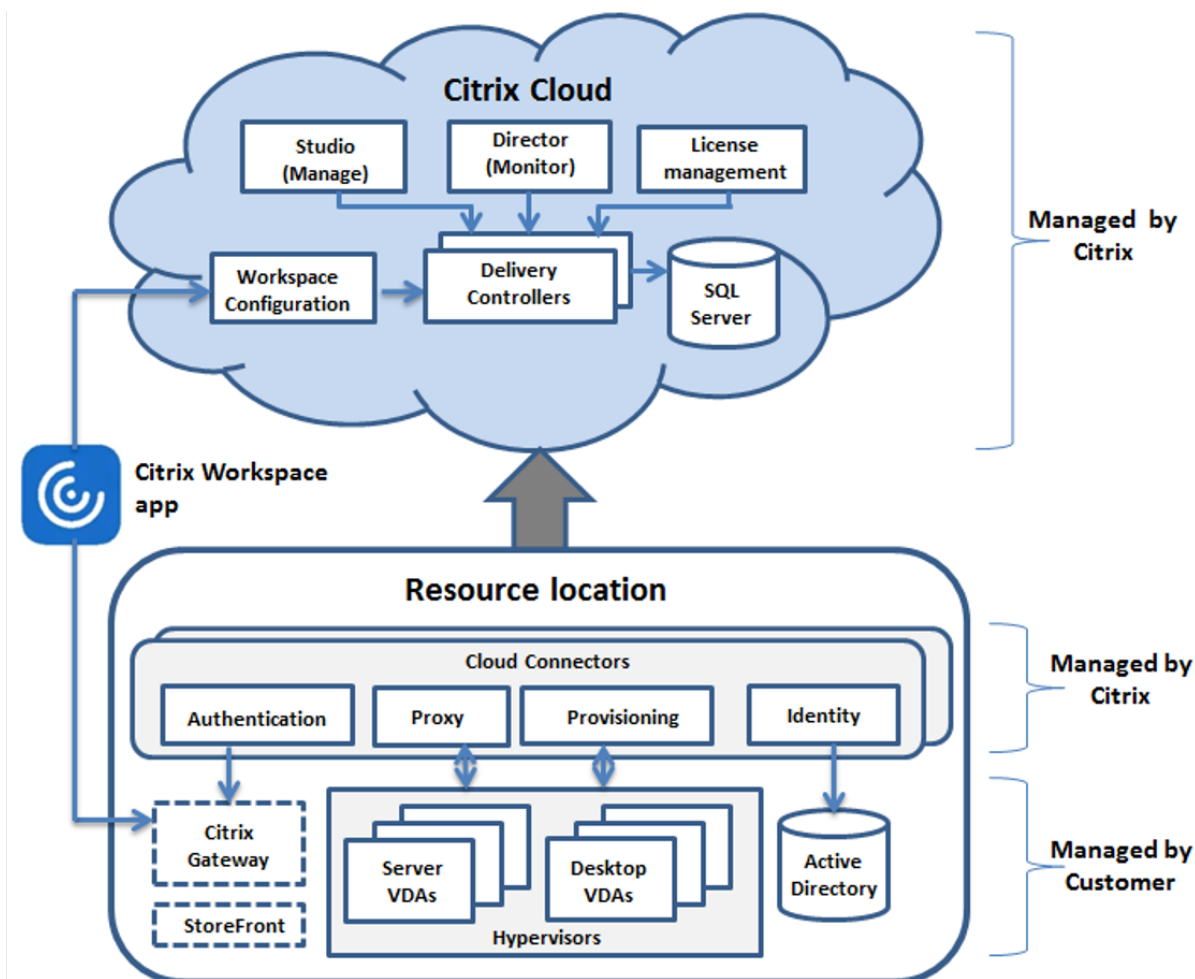 Citrix Cloud
Studio
(Manage)
Director
(Monitor)
License
management
Managed by
Citrix
Workspace
Configuration
Delivery
Controllers
SQL
Server
Citrix Workspace
app
Resource location
Cloud Connectors
Authentication
Proxy
Provisioning
Identity
Managed by
Citrix
Citrix
Gateway
StoreFront
Server
VDAs
Desktop
VDAs
Hypervisors
Active
Directory
Managed by
Customer